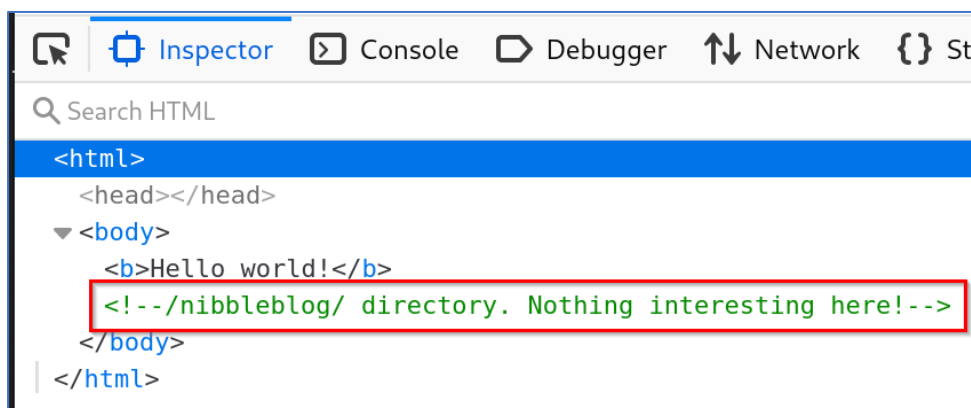 Inspector Console Debugger Network {} St
Search HTML
<html>
<head></head>
<body>
<b>Hello world!</b>
<!--/nibbleblog/ directory. Nothing interesting here!-->
</body>
</html>